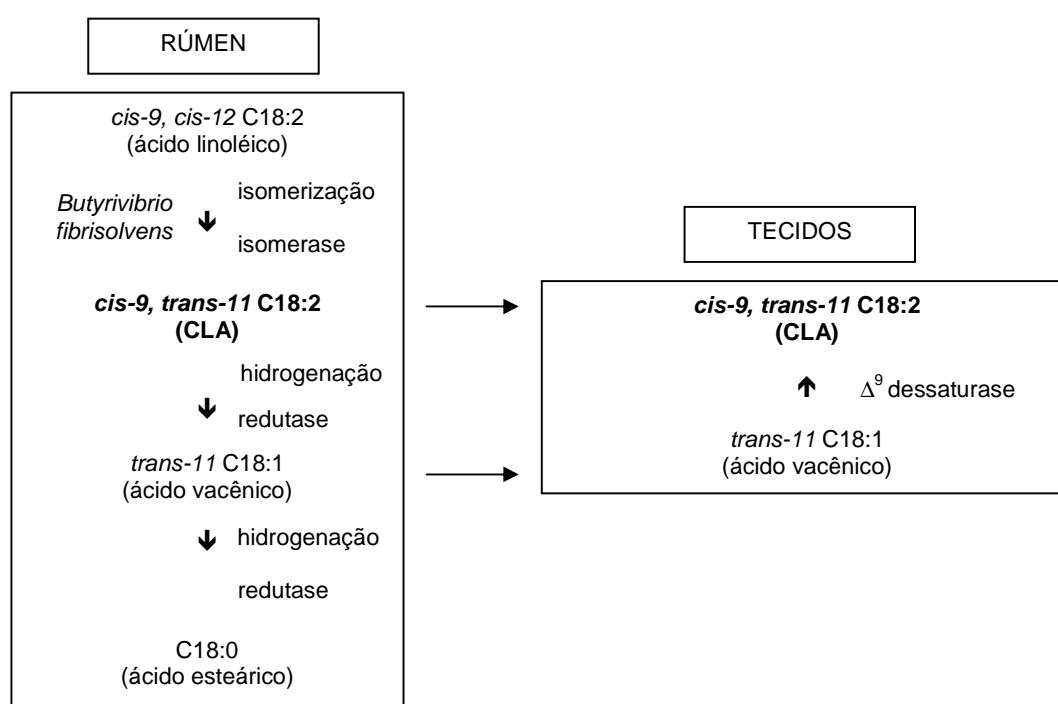 RÚMEN
cis-9, cis-12 C18:2
(ácido linoléico)
Butyrivibrio
fibrisolvens
isomerização
isomerase
cis-9, trans-11 C18:2
(CLA)
hidrogenação
redutase
trans-11 C18:1
(ácido vacênico)
hidrogenação
redutase
C18:0
(ácido esteárico)
TECIDOS
cis-9, trans-11 C18:2
(CLA)
Δ⁹ dessaturase
trans-11 C18:1
(ácido vacênico)